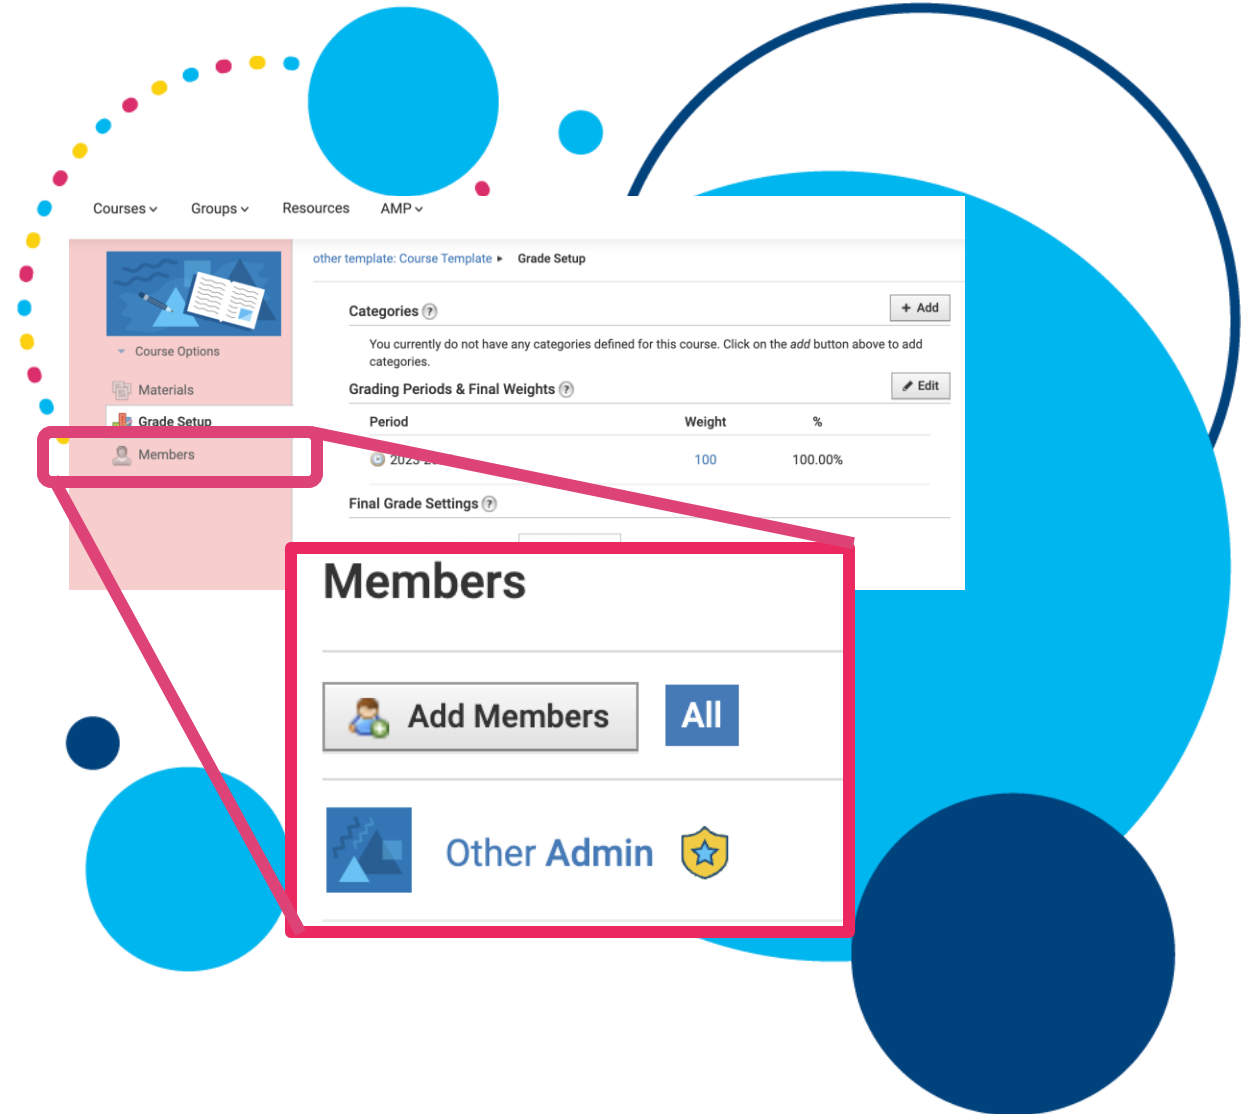 Courses Groups Resources AMP
other template: Course Template ▸ Grade Setup
Categories ?
+ Add
You currently do not have any categories defined for this course. Click on the add button above to add
categories.
Course Options
Materials
Grade Setup
Members
Grading Periods & Final Weights ?
Edit
Period Weight %
100 100.00%
Final Grade Settings ?
Members
Add Members All
Other Admin